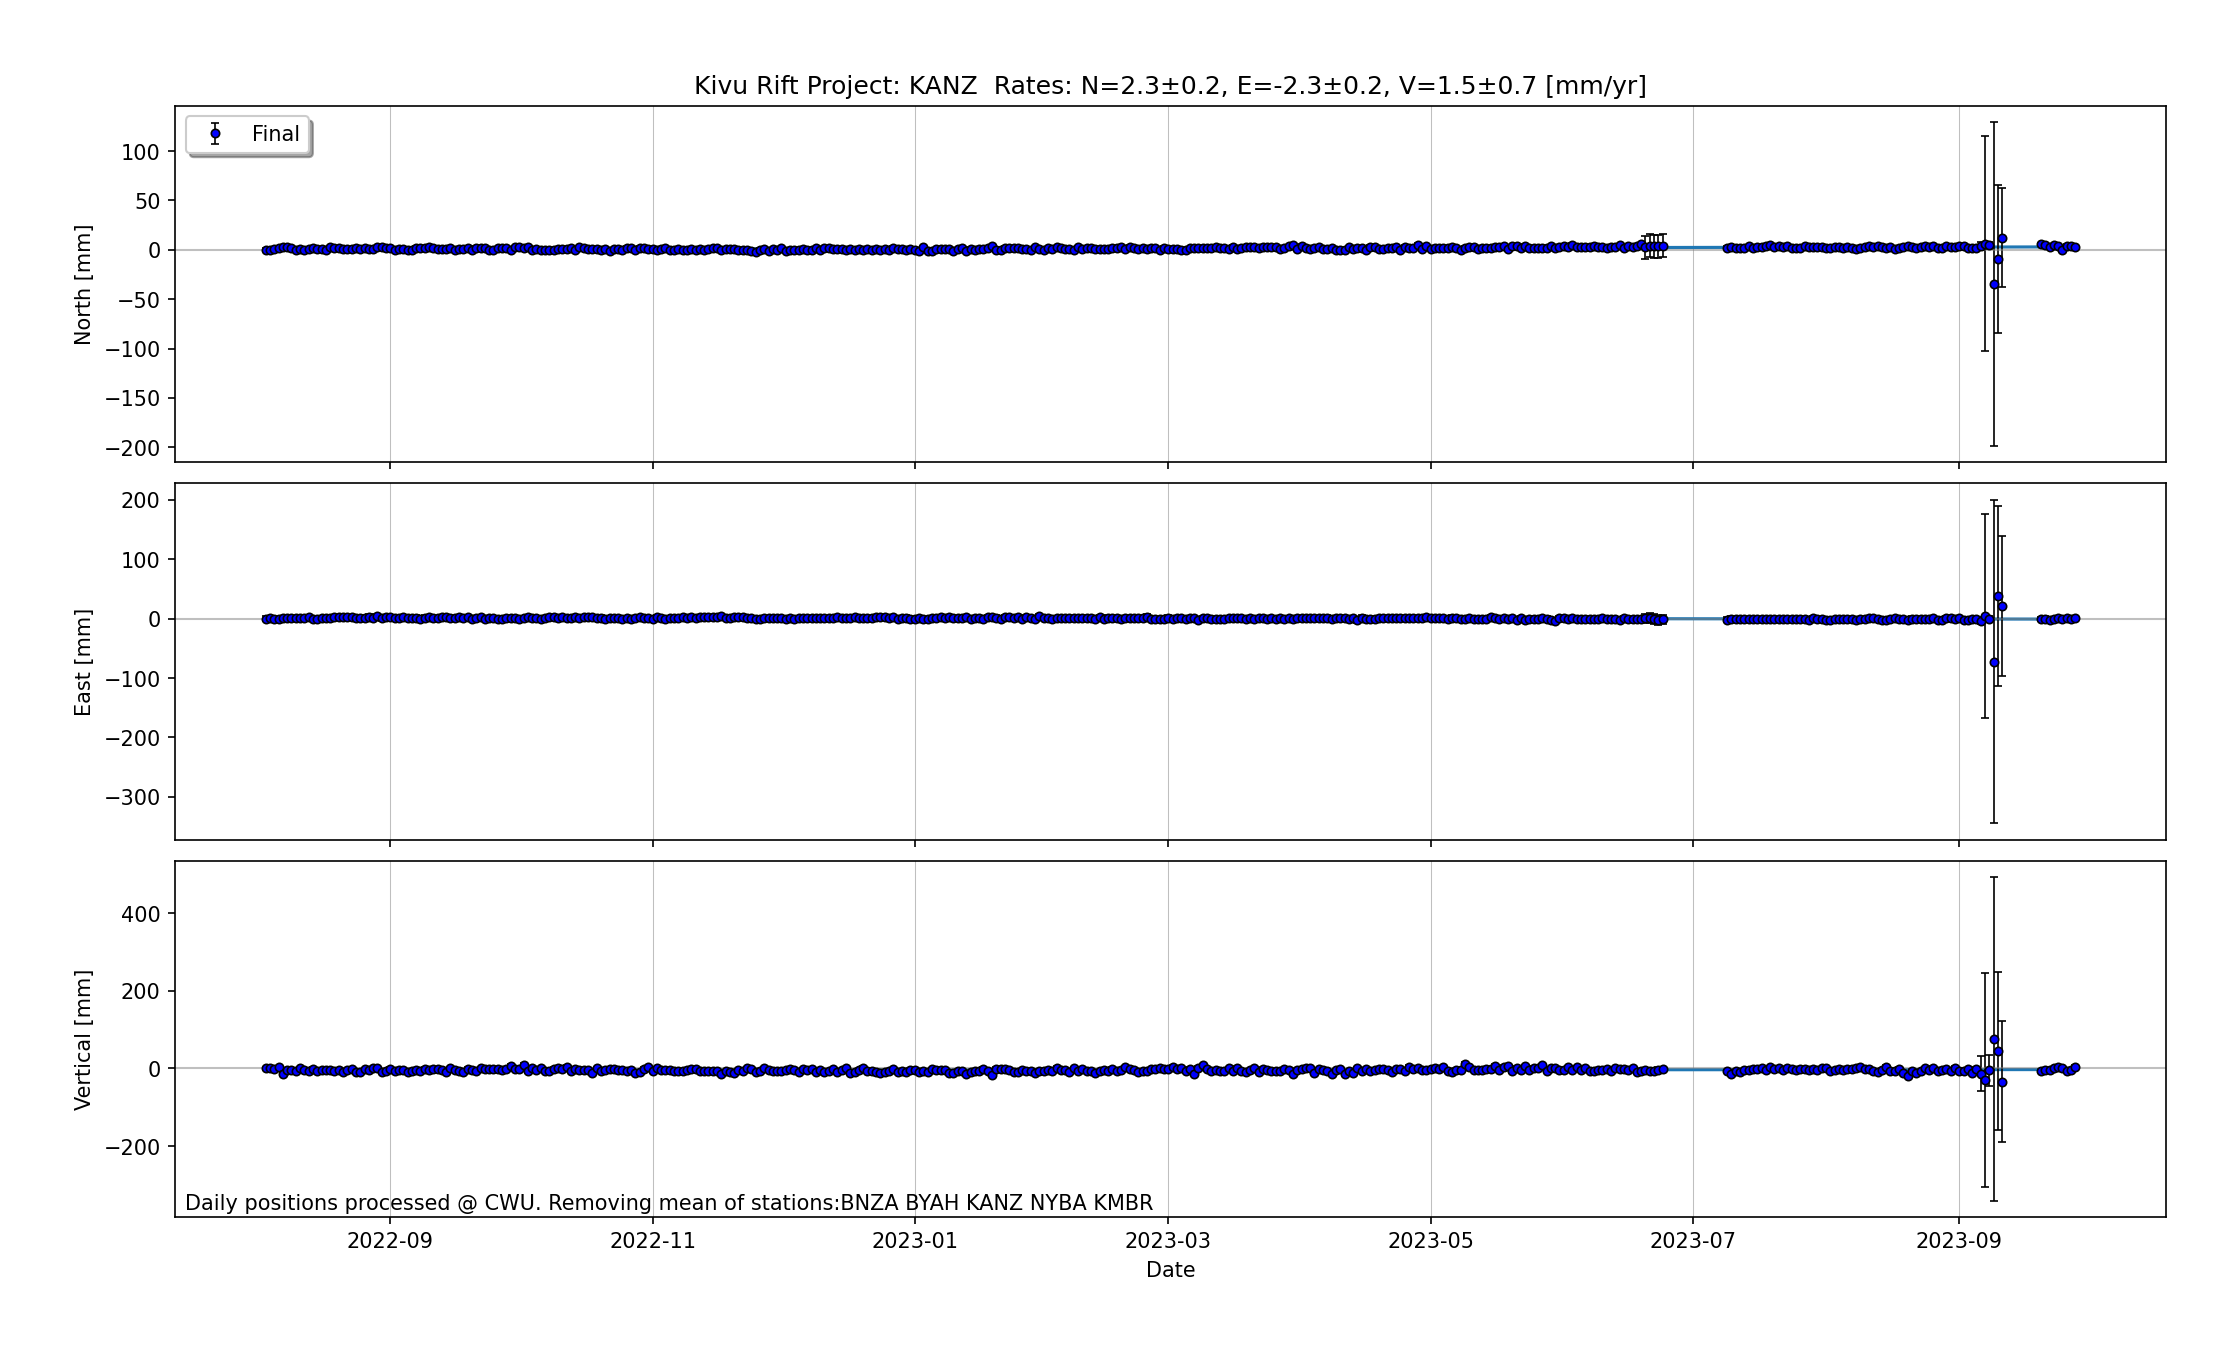 Kivu Rift Project: KANZ  Rates: N=2.3±0.2, E=-2.3±0.2, V=1.5±0.7 [mm/yr]
Final
North [mm]
100
50
0
−50
−100
−150
−200
East [mm]
200
100
0
−100
−200
−300
Vertical [mm]
400
200
0
−200
Daily positions processed @ CWU. Removing mean of stations:BNZA BYAH KANZ NYBA KMBR
2022-09 2022-11 2023-01 2023-03 2023-05 2023-07 2023-09
Date